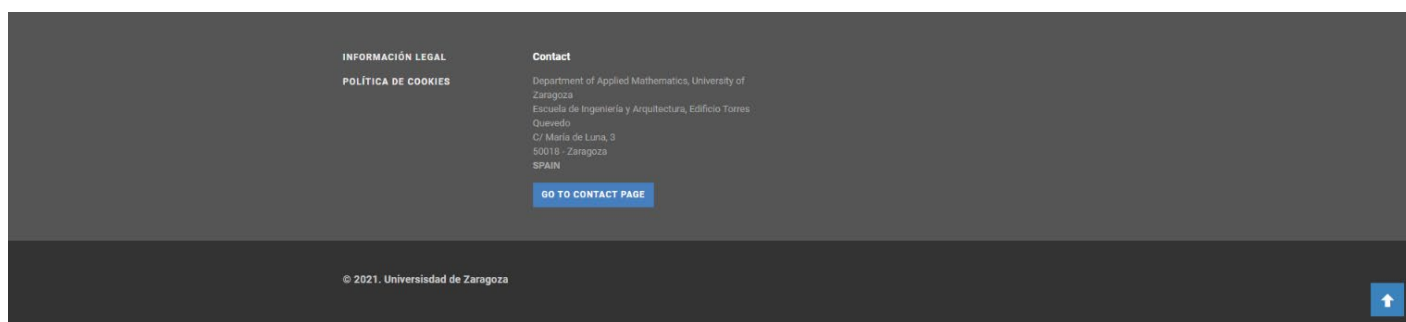 INFORMACIÓN LEGAL
POLÍTICA DE COOKIES
Contact
Department of Applied Mathematics, University of
Zaragoza
Escuela de Ingeniería y Arquitectura, Edificio Torres
Quevedo
C/ María de Luna, 3
50018 - Zaragoza
SPAIN
GO TO CONTACT PAGE
© 2021. Universisdad de Zaragoza